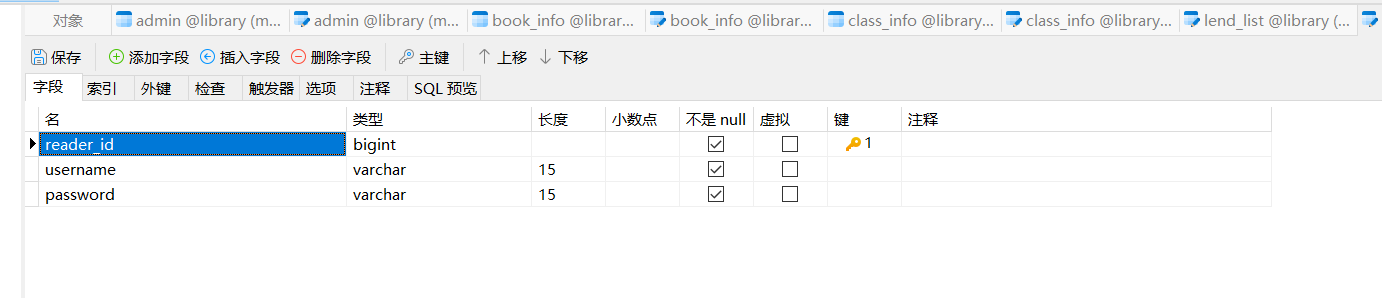 对象 admin @library (m... admin @library (m... book_info @librar... book_info @librar... class_info @library... class_info @library... lend_list @library (...
保存 添加字段 插入字段 删除字段 主键 上移 下移
字段 索引 外键 检查 触发器 选项 注释 SQL 预览
名 类型 长度 小数点 不是 null 虚拟 键 注释
reader_id bigint 1
username varchar 15
password varchar 15